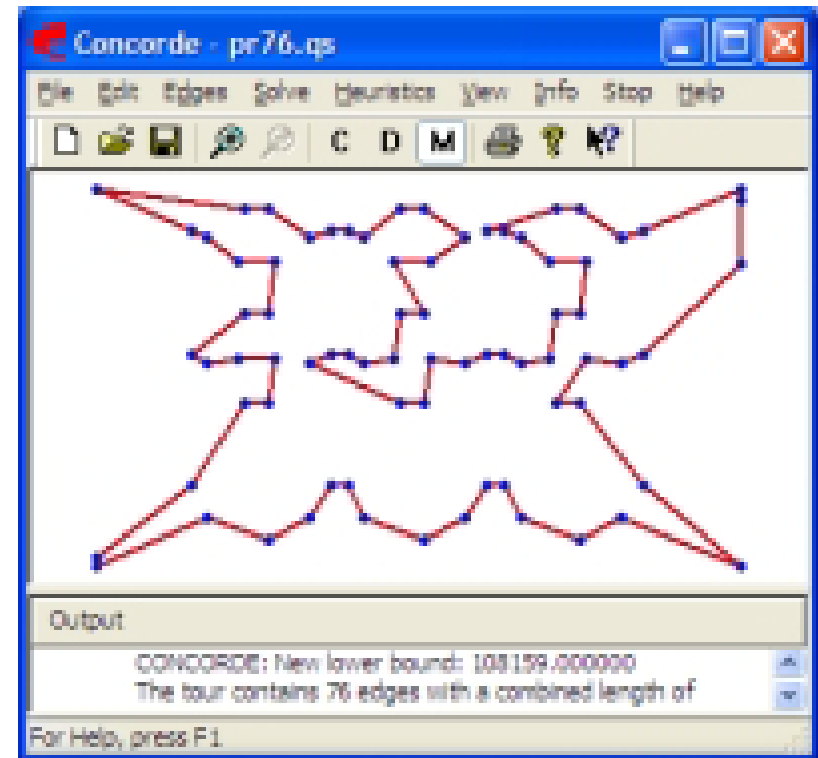 Concorde - pr76.qs
File Edit Edges Solve Heuristics View Info Stop Help
C D M
Output
CONCORDE: New lower bound: 108159.000000
The tour contains 76 edges with a combined length of
For Help, press F1